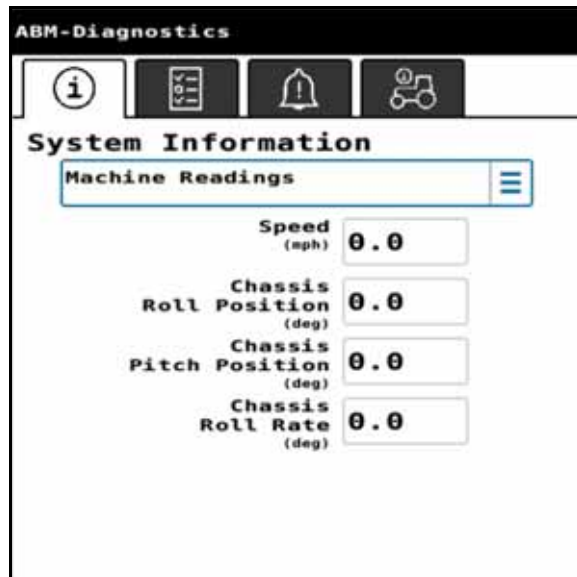 ABM-Diagnostics
System Information
Machine Readings
Speed
(mph)
0.0
Chassis
Roll Position
(deg)
0.0
Chassis
Pitch Position
(deg)
0.0
Chassis
Roll Rate
(deg)
0.0